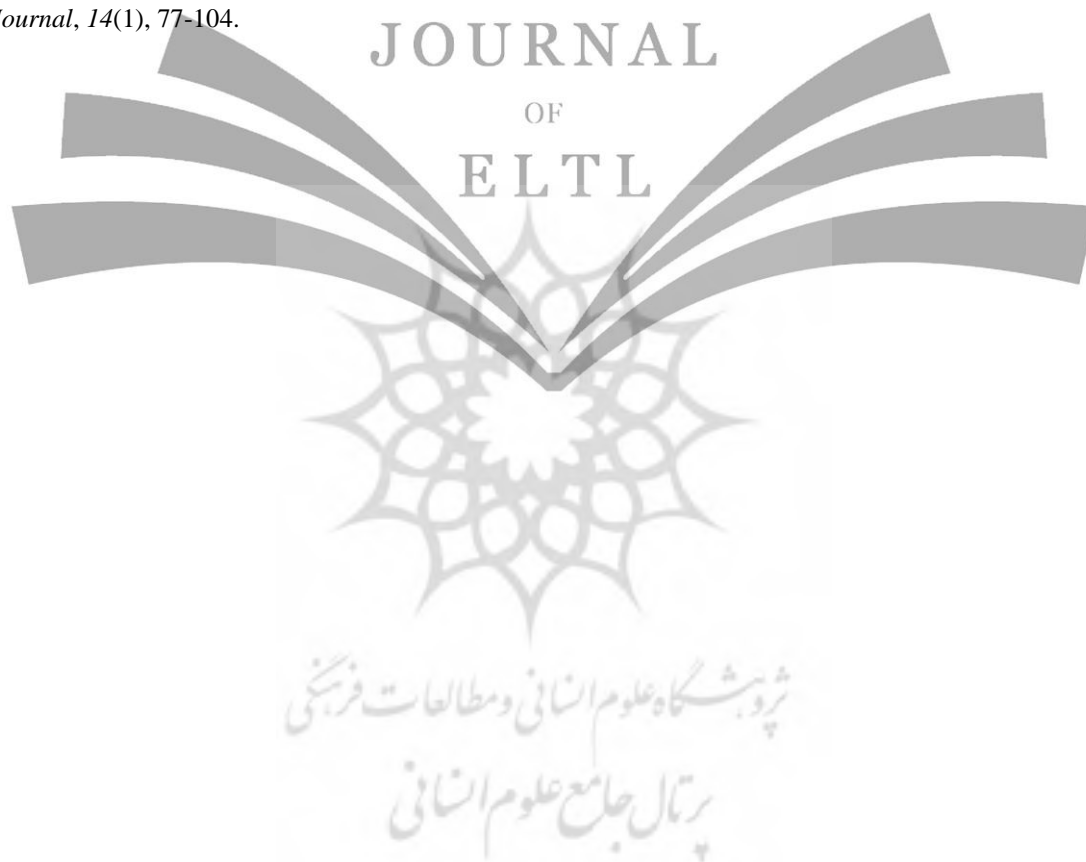 Journal, 14(1), 77-104.
JOURNAL
OF
ELTL
پژوهشگاه علوم انسانی و مطالعات فرهنگی
پرتال جامع علوم انسانی